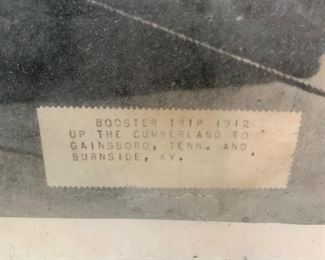 BOOSTER TRIP 1912
UP THE CUMBERLAND TO
GAINSBORO, TENN. AND
BURNSIDE, KY.